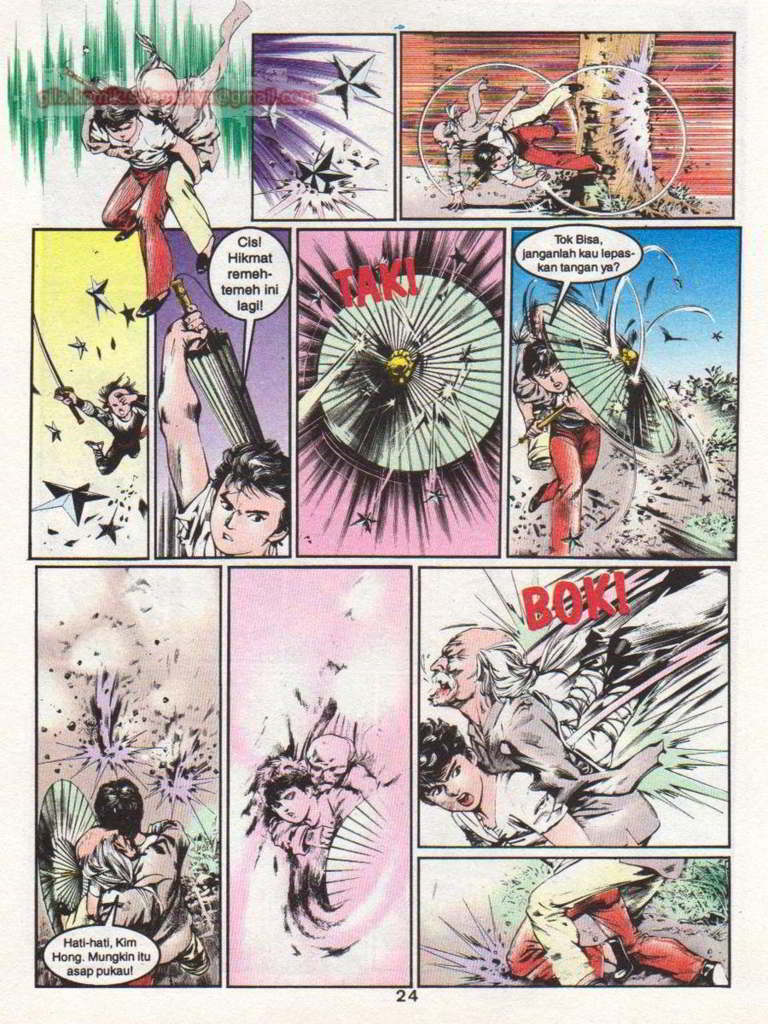 Cis!
Hikmat
remeh-
temeh ini
lagi!
TAK!
Tok Bisa,
janganlah kau lepas-
kan tangan ya?
BOK!
Hati-hati, Kim
Hong. Mungkin itu
asap pukau!
24